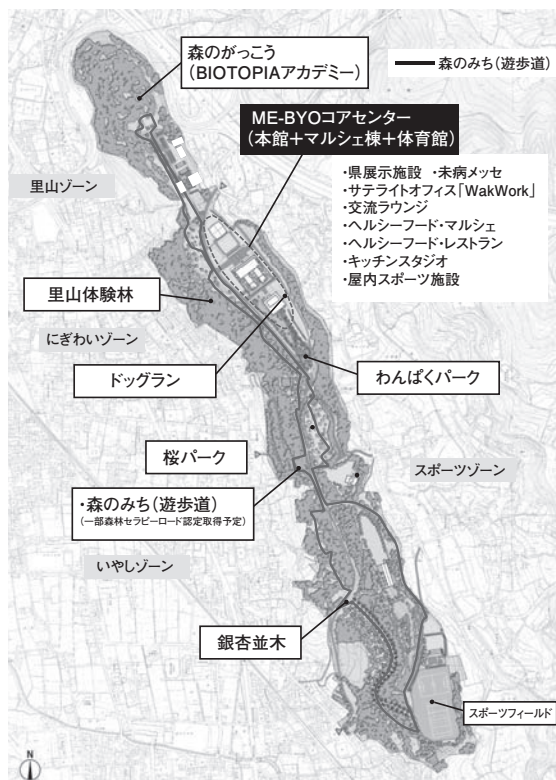 森のがっこう
(BIOTOPIAアカデミー)
森のみち(遊歩道)
ME-BYOコアセンター
(本館+マルシェ棟+体育館)
・県展示施設 ・未病メッセ
・サテライトオフィス「WakWork」
・交流ラウンジ
・ヘルシーフード・マルシェ
・ヘルシーフード・レストラン
・キッチンスタジオ
・屋内スポーツ施設
里山ゾーン
里山体験林
にぎわいゾーン
ドッグラン
わんぱくパーク
桜パーク
スポーツゾーン
・森のみち(遊歩道)
(一部森林セラピーロード認定取得予定)
いやしゾーン
銀杏並木
スポーツフィールド
N